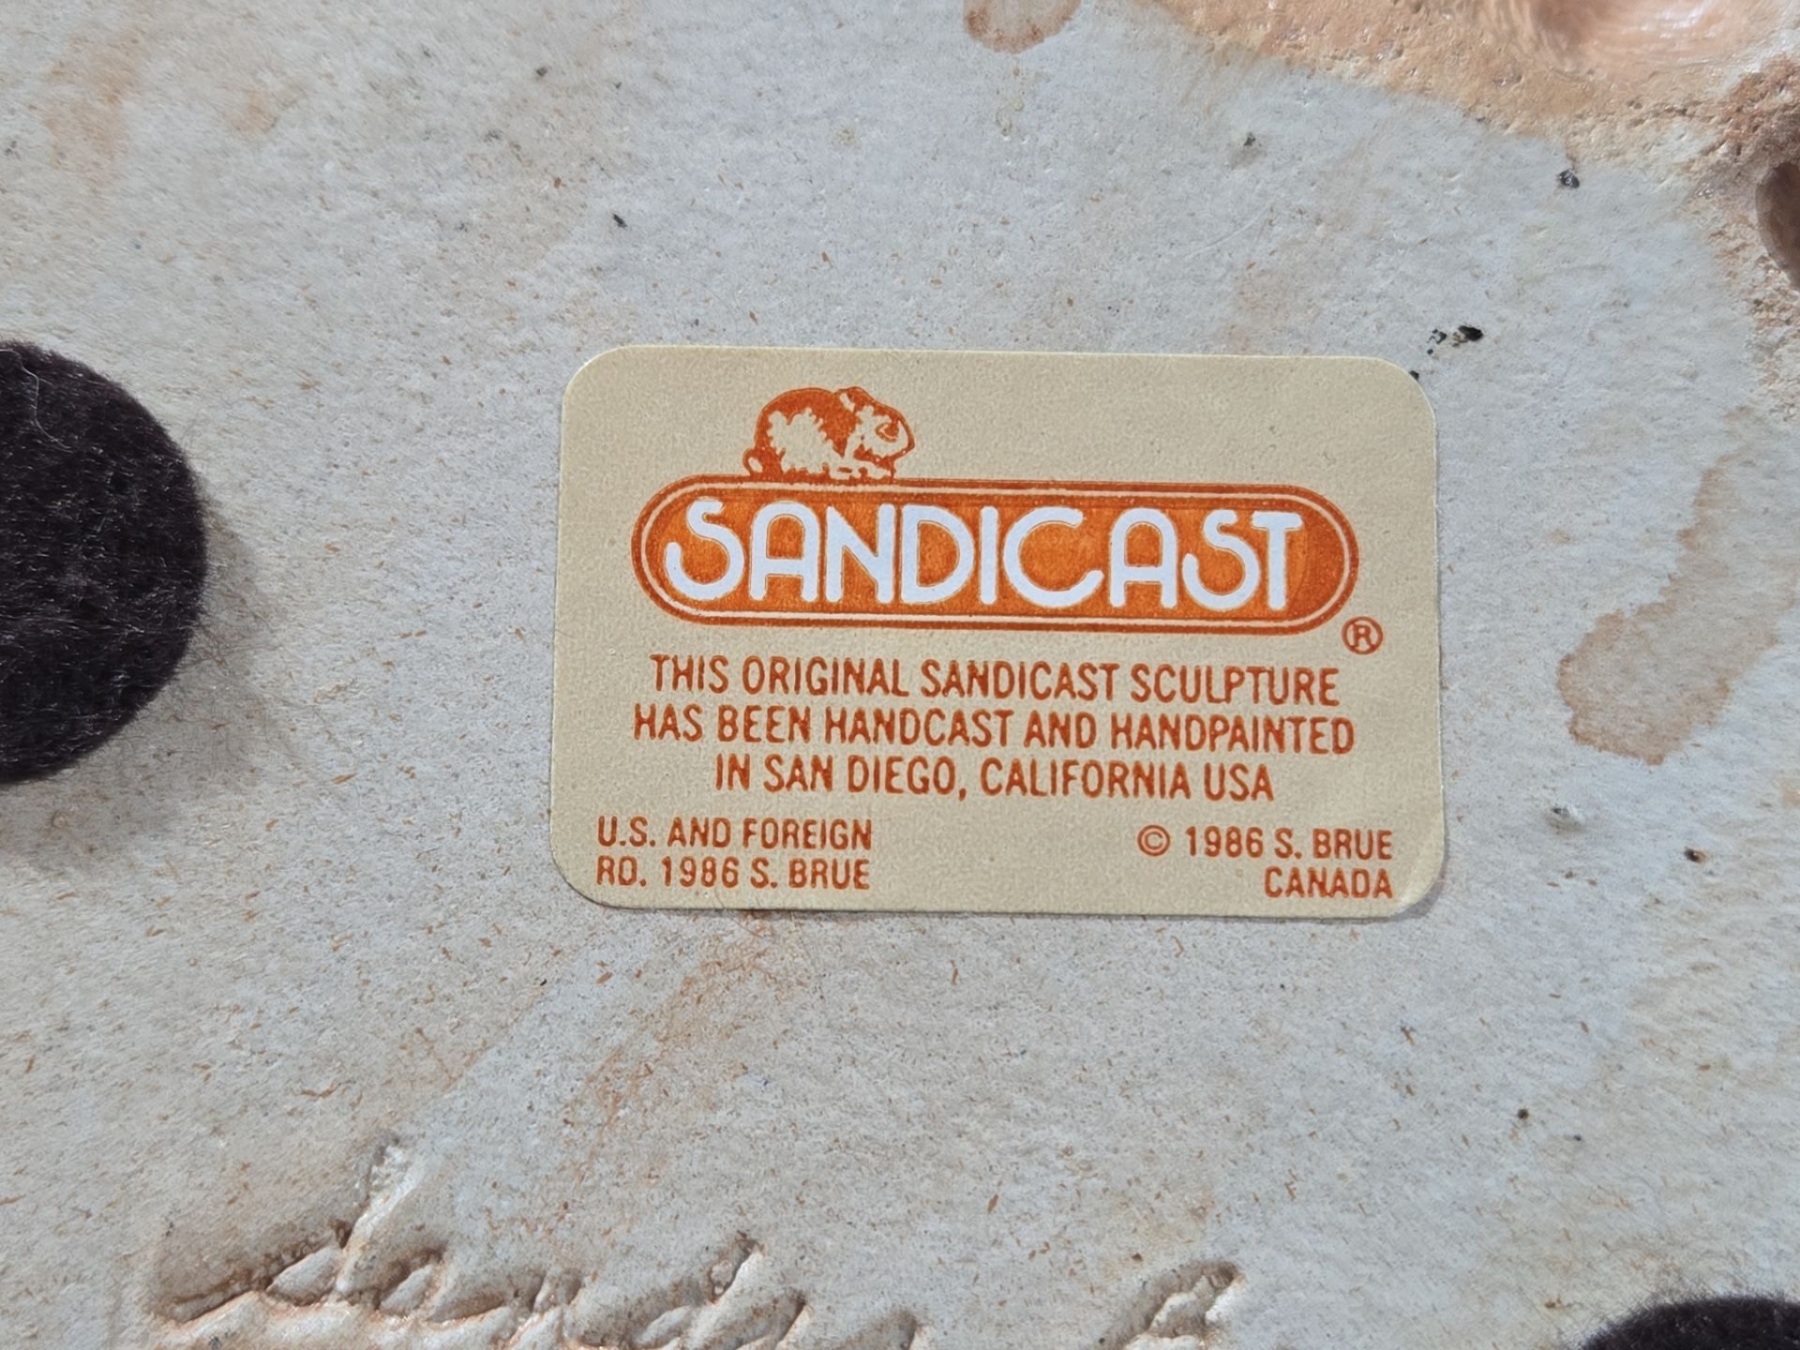 SANDICAST
®
THIS ORIGINAL SANDICAST SCULPTURE
HAS BEEN HANDCAST AND HANDPAINTED
IN SAN DIEGO, CALIFORNIA USA
U.S. AND FOREIGN
RD. 1986 S. BRUE
© 1986 S. BRUE
CANADA